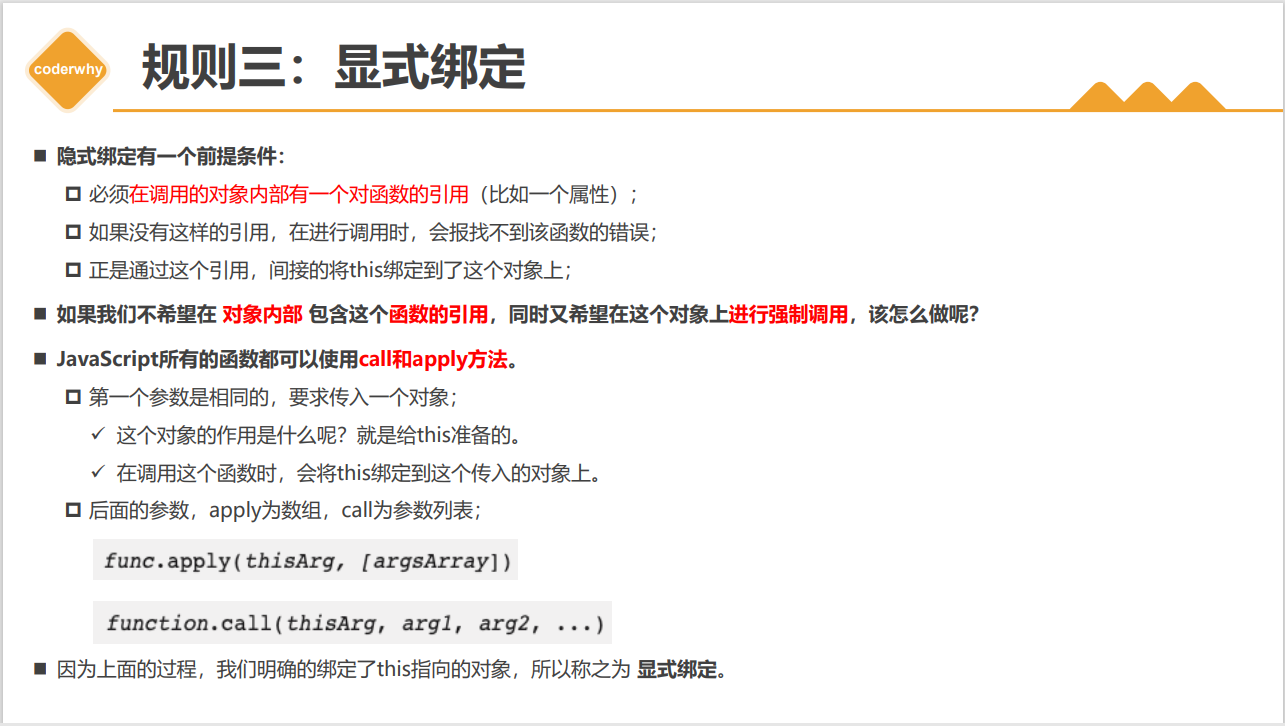 coderwhy
规则三：显式绑定
隐式绑定有一个前提条件：
必须在调用的对象内部有一个对函数的引用（比如一个属性）；
如果没有这样的引用，在进行调用时，会报找不到该函数的错误；
正是通过这个引用，间接的将this绑定到了这个对象上；
如果我们不希望在 对象内部 包含这个函数的引用，同时又希望在这个对象上进行强制调用，该怎么做呢？
JavaScript所有的函数都可以使用call和apply方法。
第一个参数是相同的，要求传入一个对象；
这个对象的作用是什么呢？就是给this准备的。
在调用这个函数时，会将this绑定到这个传入的对象上。
后面的参数，apply为数组，call为参数列表；
func.apply(thisArg, [argsArray])
function.call(thisArg, arg1, arg2, ...)
因为上面的过程，我们明确的绑定了this指向的对象，所以称之为 显式绑定。